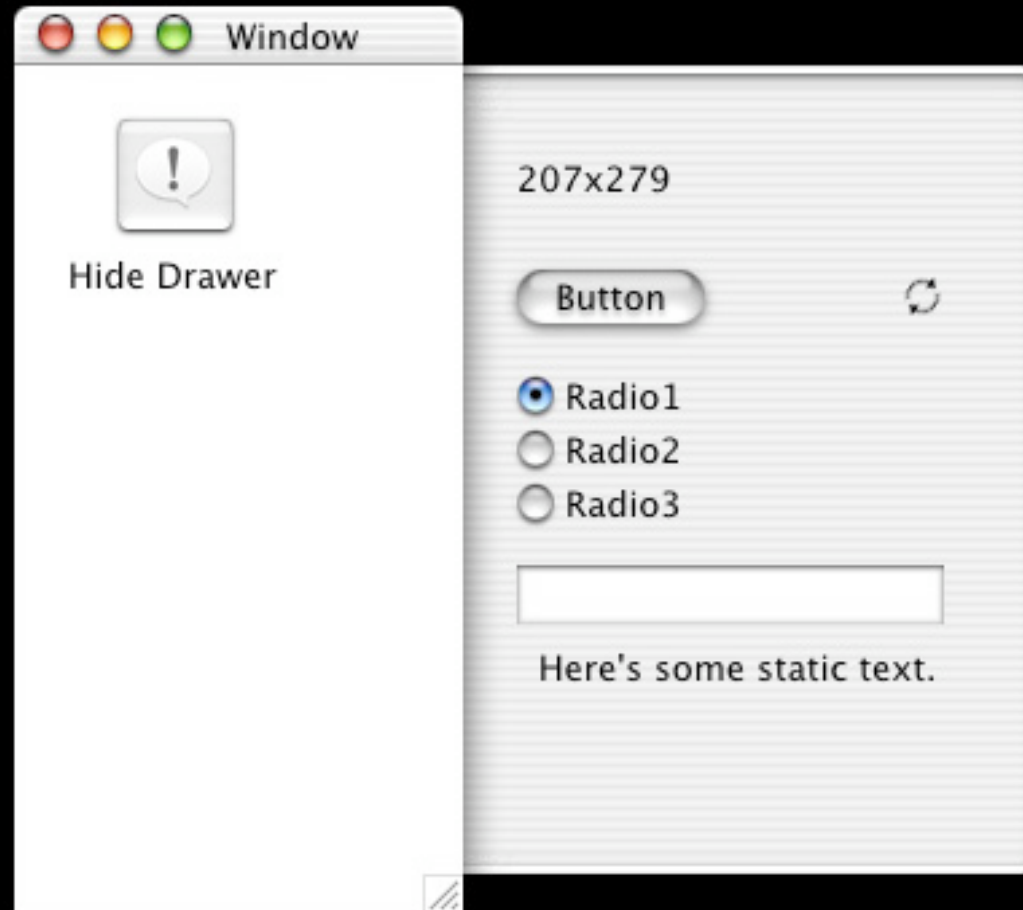 Window
!
Hide Drawer
207x279
Button
Radio1
Radio2
Radio3
Here's some static text.